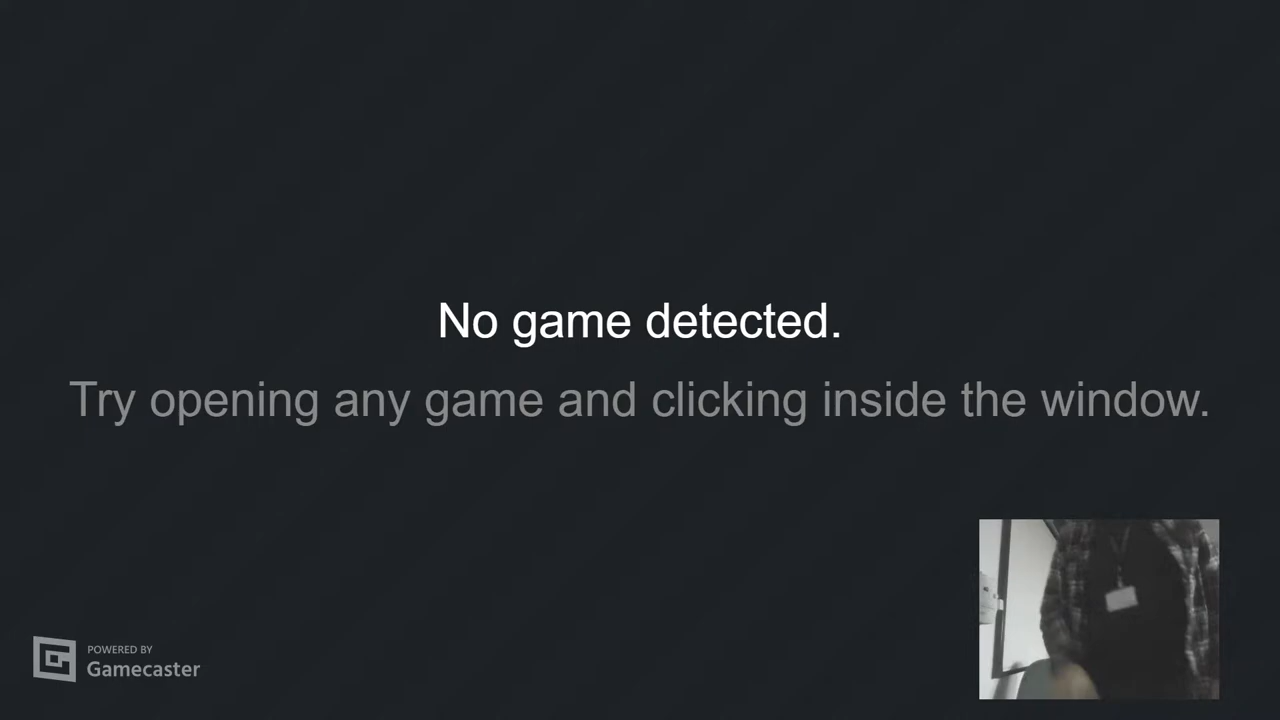 No game detected.
Try opening any game and clicking inside the window.
POWERED BY
Gamecaster